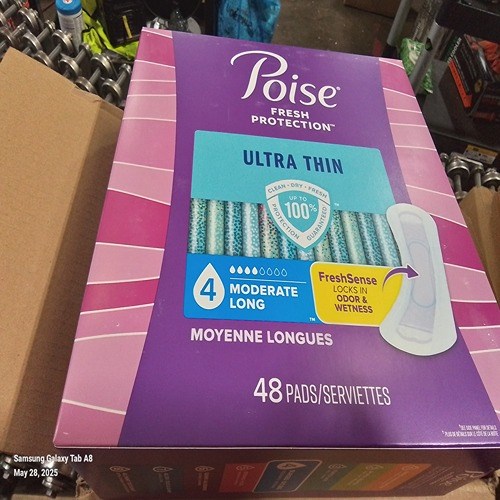 Poise
FRESH
PROTECTION™
ULTRA THIN
CLEAN • DRY • FRESH
UP TO
100%
PROTECTION GUARANTEED
4
MODERATE
LONG
FreshSense
LOCKS IN
ODOR &
WETNESS
MOYENNE LONGUES
48 PADS/SERVIETTES
Samsung Galaxy Tab A8
May 28, 2025